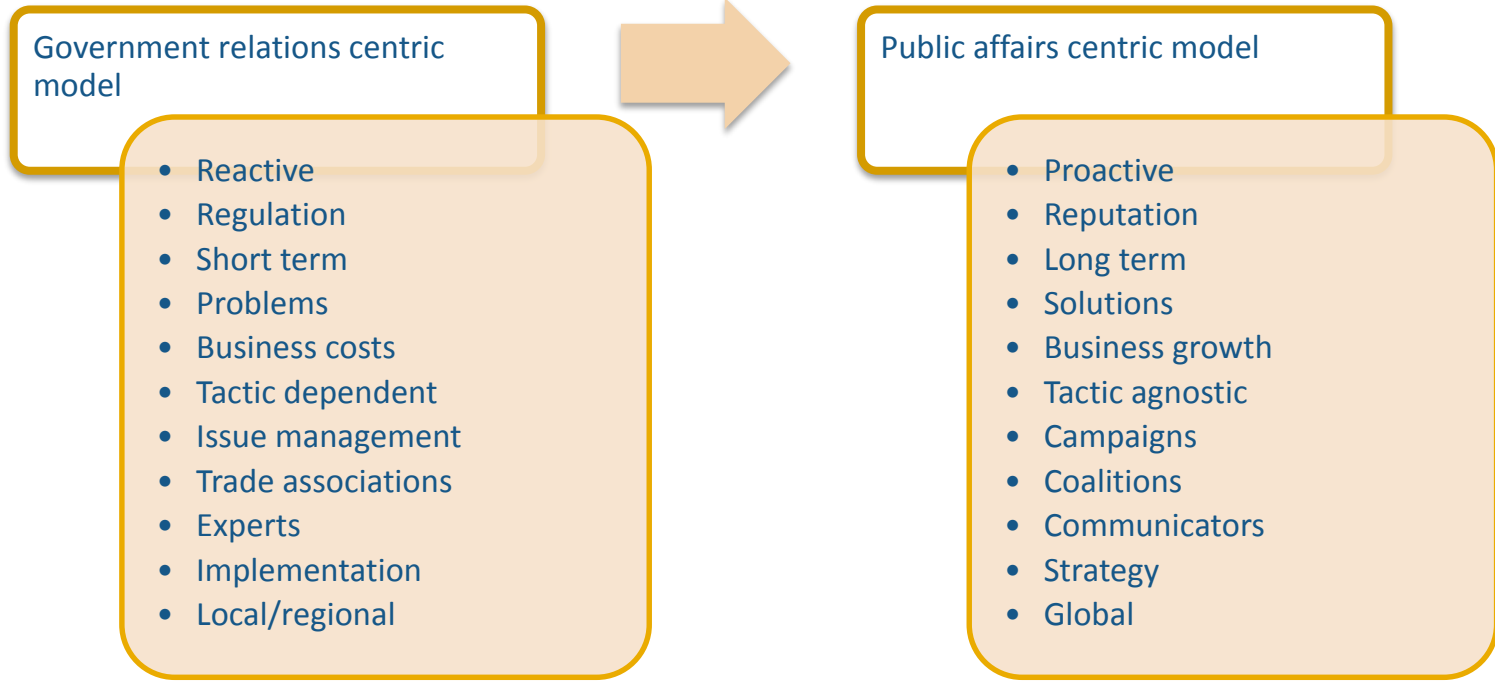 Government relations centric
model
• Reactive
• Regulation
• Short term
• Problems
• Business costs
• Tactic dependent
• Issue management
• Trade associations
• Experts
• Implementation
• Local/regional
Public affairs centric model
• Proactive
• Reputation
• Long term
• Solutions
• Business growth
• Tactic agnostic
• Campaigns
• Coalitions
• Communicators
• Strategy
• Global